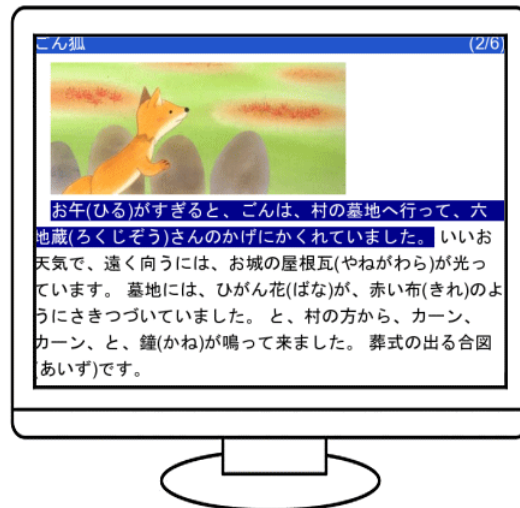 ごん狐 (2/6)
お午(ひる)がすぎると、ごんは、村の墓地へ行って、六
地蔵(ろくじぞう)さんのかげにかくれていました。 いいお
天気で、遠く向うには、お城の屋根瓦(やねがわら)が光っ
ています。 墓地には、ひがん花(ばな)が、赤い布(きれ)のよ
うにさきつづいていました。 と、村の方から、カーン、
カーン、と、鐘(かね)が鳴って来ました。 葬式の出る合図
(あいず)です。